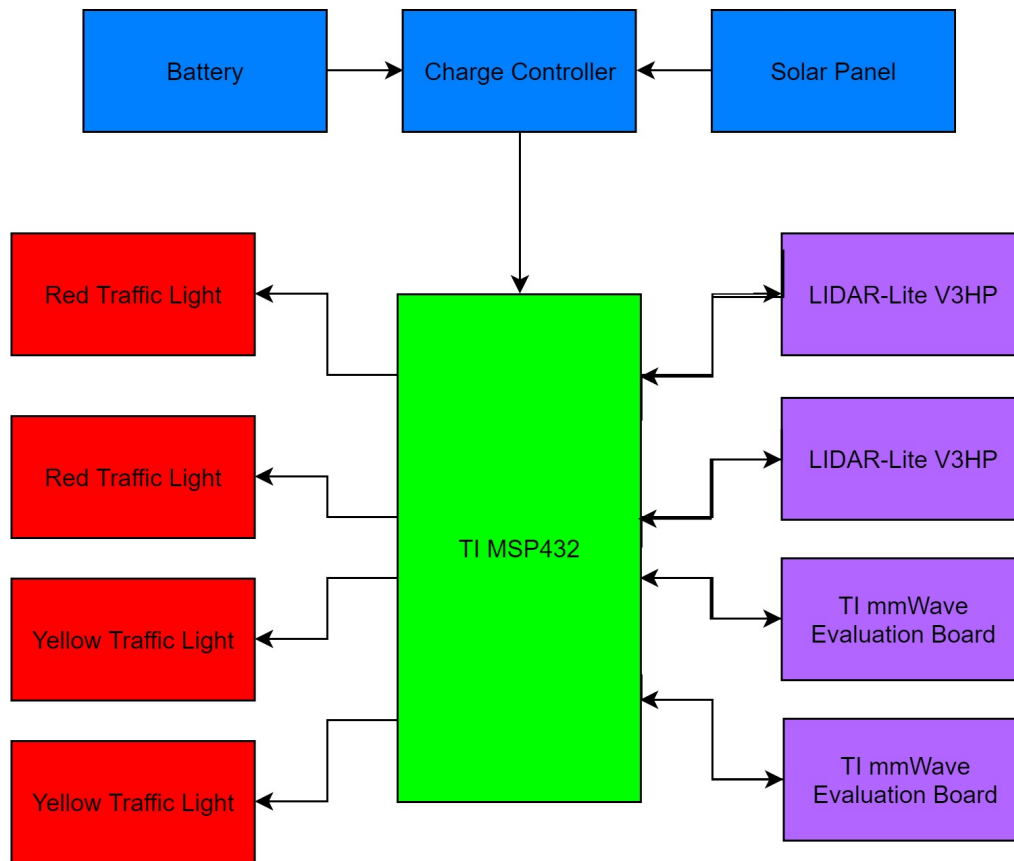 Battery
Charge Controller
Solar Panel
Red Traffic Light
LIDAR-Lite V3HP
Red Traffic Light
LIDAR-Lite V3HP
TI MSP432
Yellow Traffic Light
TI mmWave
Evaluation Board
Yellow Traffic Light
TI mmWave
Evaluation Board